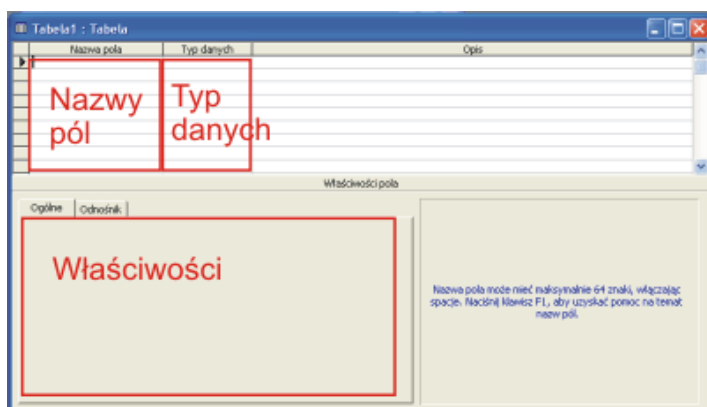 Tabela1 : Tabela
Nazwa pola Typ danych Opis
Nazwy Typ
pól danych
Właściwości pola
Ogólne Odnośnik
Właściwości
Nazwa pola może mieć maksymalnie 64 znaki, włączając
spacje. Naciśnij klawisz F1, aby uzyskać pomoc na temat
nazw pól.